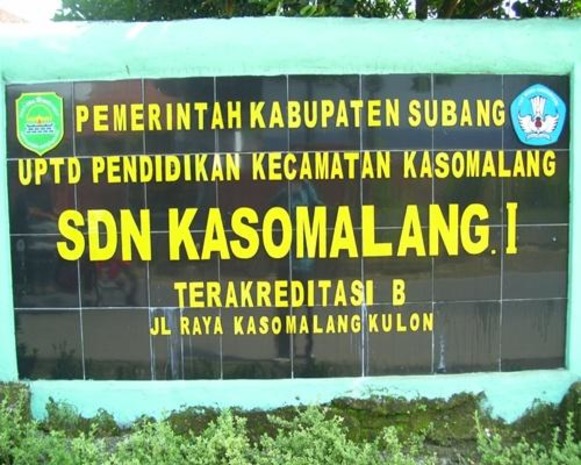 PEMERINTAH KABUPATEN SUBANG
UPTD PENDIDIKAN KECAMATAN KASOMALANG
SDN KASOMALANG. I
TERAKREDITASI B
JL RAYA KASOMALANG KULON